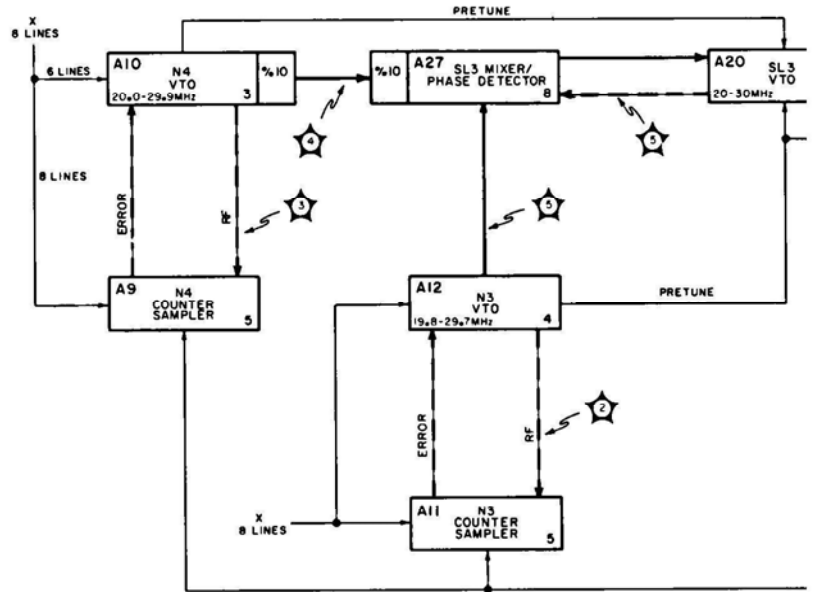 PRETUNE
X
8 LINES
6 LINES
A10
N4
VTO
20.0-29.9MHz
3
%10
%10
A27
SL3 MIXER/
PHASE DETECTOR
8
A20
SL3
VTO
20-30MHz
4
5
8 LINES
ERROR
RF
3
5
A9
N4
COUNTER
SAMPLER
5
A12
N3
VTO
19.8-29.7MHz
4
PRETUNE
ERROR
RF
2
X
8 LINES
A11
N3
COUNTER
SAMPLER
5